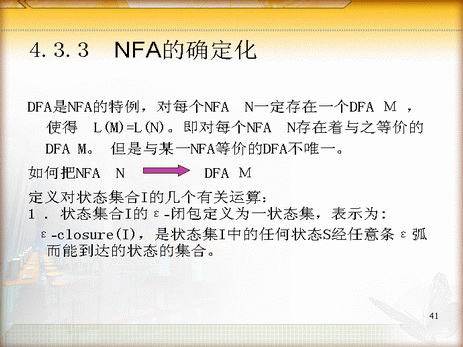 4.3.3 NFA的确定化
DFA是NFA的特例，对每个NFA N一定存在一个DFA M ，
使得 L(M)=L(N)。即对每个NFA N存在着与之等价的
DFA M。 但是与某一NFA等价的DFA不唯一。
如何把NFA N DFA M
定义对状态集合I的几个有关运算：
1 . 状态集合I的ε-闭包定义为一状态集，表示为：
ε-closure(I)，是状态集I中的任何状态S经任意条ε弧
而能到达的状态的集合。
41